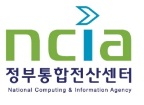 ncia
정부통합전산센터
National Computing & Information Agency